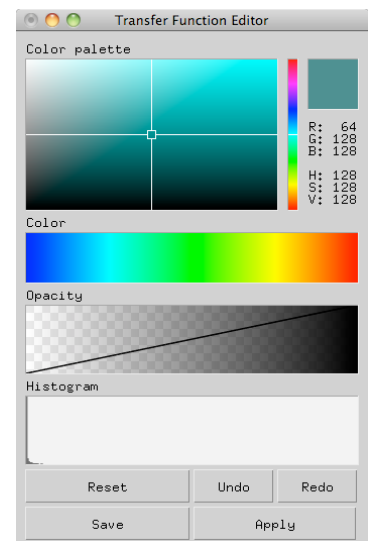 Transfer Function Editor
Color palette
R: 64
G: 128
B: 128
H: 128
S: 128
V: 128
Color
Opacity
Histogram
Reset Undo Redo
Save Apply